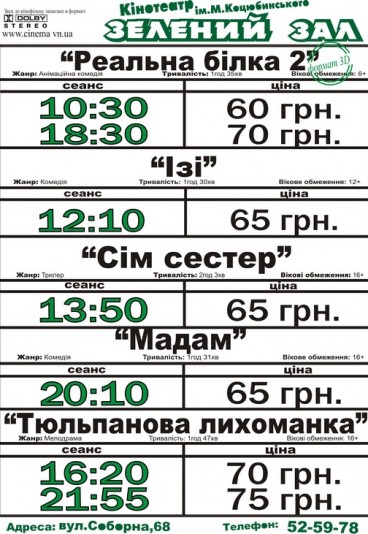 Звук до кінофільму записано в форматі
DOLBY
STEREO
www.cinema.vn.ua
Кінотеатр ім.М.Коцюбинського
ЗЕЛЕНИЙ ЗАЛ
“Реальна білка 2”
формат 3D
Жанр: Анімаційна комедія Тривалість: 1год 35хв Вікові обмеження: 6+
сеанс ціна
10:30 60 грн.
18:30 70 грн.
“Ізі”
Жанр: Комедія Тривалість: 1год 30хв Вікове обмеження: 12+
сеанс ціна
12:10 65 грн.
“Сім сестер”
Жанр: Трилер Тривалість: 2год 3хв Вікові обмеження: 16+
сеанс ціна
13:50 65 грн.
“Мадам”
Жанр: Комедія Тривалість: 1год 31хв Вікове обмеження: 16+
сеанс ціна
20:10 65 грн.
“Тюльпанова лихоманка”
Жанр: Мелодрама Тривалість: 1год 47хв Вікові обмеження: 16+
сеанс ціна
16:20 70 грн.
21:55 75 грн.
Адреса: вул.Соборна,68 Телефон: 52-59-78